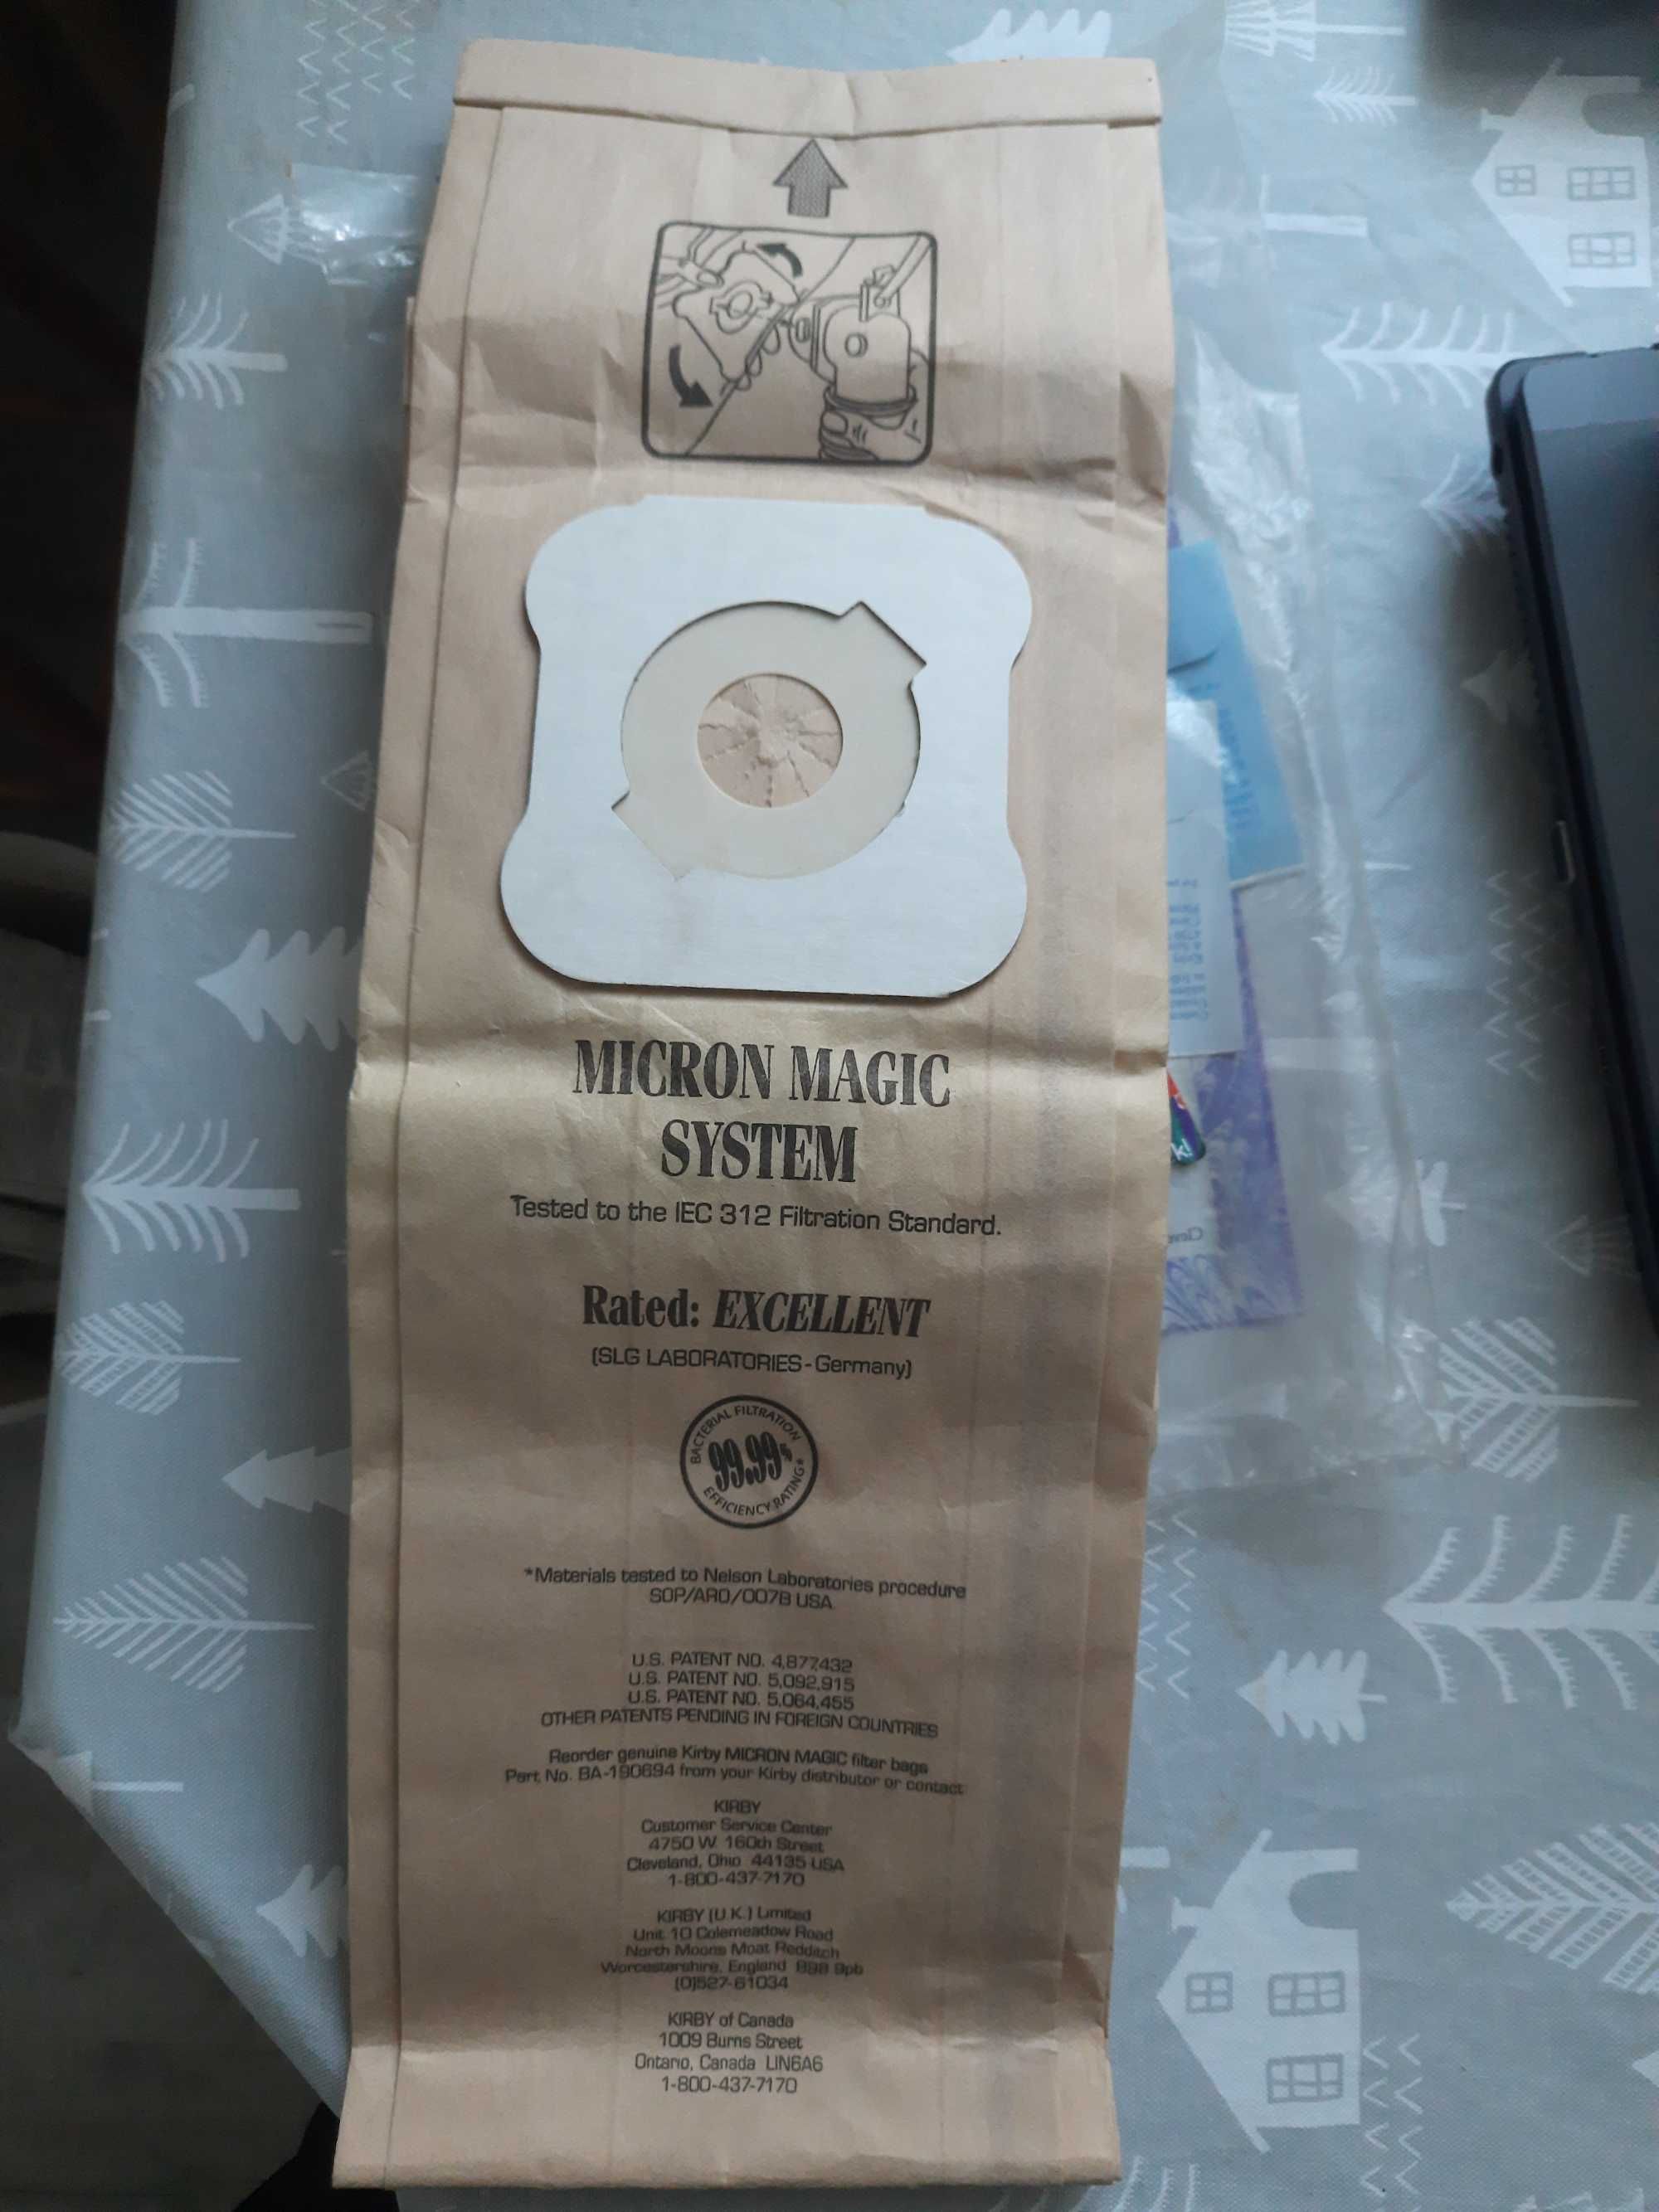 MICRON MAGIC
SYSTEM
Tested to the IEC 312 Filtration Standard.
Rated: EXCELLENT
(SLG LABORATORIES-Germany)
BACTERIAL FILTRATION
99.99%
EFFICIENCY RATING*
*Materials tested to Nelson Laboratories procedure
SOP/ARO/007B USA
U.S. PATENT NO. 4,877,432
U.S. PATENT NO. 5,092,915
U.S. PATENT NO. 5,064,455
OTHER PATENTS PENDING IN FOREIGN COUNTRIES
Reorder genuine Kirby MICRON MAGIC filter bags
Part. No. BA-190694 from your Kirby distributor or contact
KIRBY
Customer Service Center
4750 W. 160th Street
Cleveland, Ohio 44135 USA
1-800-437-7170
KIRBY (U.K.) Limited
Unit 10 Colemeadow Road
North Moons Moat Redditch
Worcestershire, England B98 9pb
(0)527-61034
KIRBY of Canada
1009 Burns Street
Ontario, Canada LIN6A6
1-800-437-7170